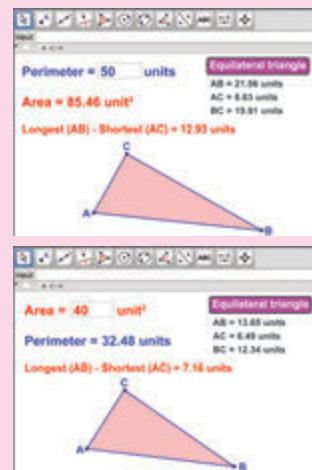 ABC
Input:
Perimeter = 50 units
Equilateral triangle
AB = 21.56 units
AC = 8.63 units
BC = 19.81 units
Area = 85.46 unit²
Longest (AB) - Shortest (AC) = 12.93 units
C
A
B
ABC
Input:
Area = 40 unit²
Equilateral triangle
AB = 13.65 units
AC = 6.49 units
BC = 12.34 units
Perimeter = 32.48 units
Longest (AB) - Shortest (AC) = 7.16 units
C
A
B